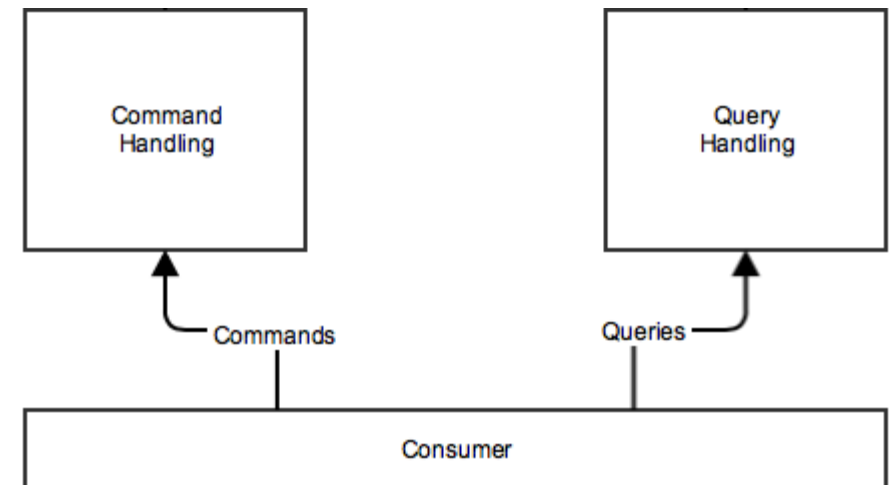 Command
Handling
Query
Handling
Commands
Queries
Consumer